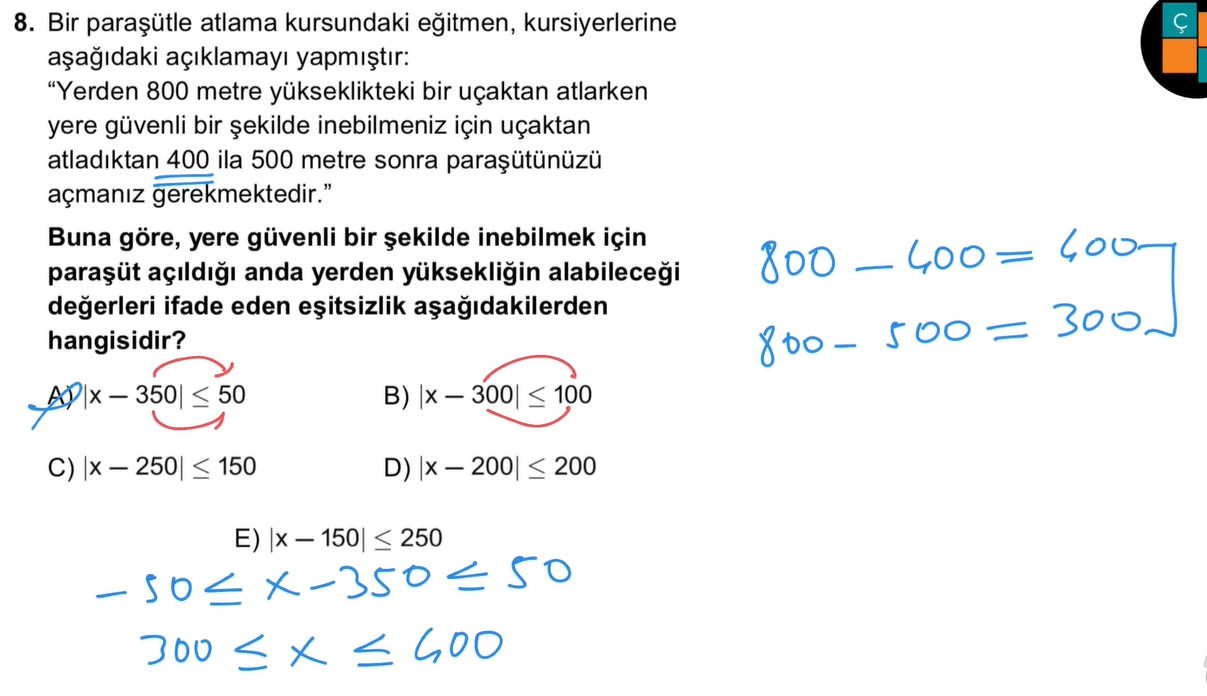 8. Bir paraşütle atlama kursundaki eğitmen, kursiyerlerine
aşağıdaki açıklamayı yapmıştır:
“Yerden 800 metre yükseklikteki bir uçaktan atlarken
yere güvenli bir şekilde inebilmeniz için uçaktan
atladıktan 400 ila 500 metre sonra paraşütünüzü
açmanız gerekmektedir.”
Buna göre, yere güvenli bir şekilde inebilmek için
paraşüt açıldığı anda yerden yüksekliğin alabileceği
değerleri ifade eden eşitsizlik aşağıdakilerden
hangisidir?
A) |x – 350| ≤ 50
B) |x – 300| ≤ 100
C) |x – 250| ≤ 150
D) |x – 200| ≤ 200
E) |x – 150| ≤ 250
-50 ≤ x-350 ≤ 50
300 ≤ x ≤ 400
800 - 400 = 400
800 - 500 = 300
Ç